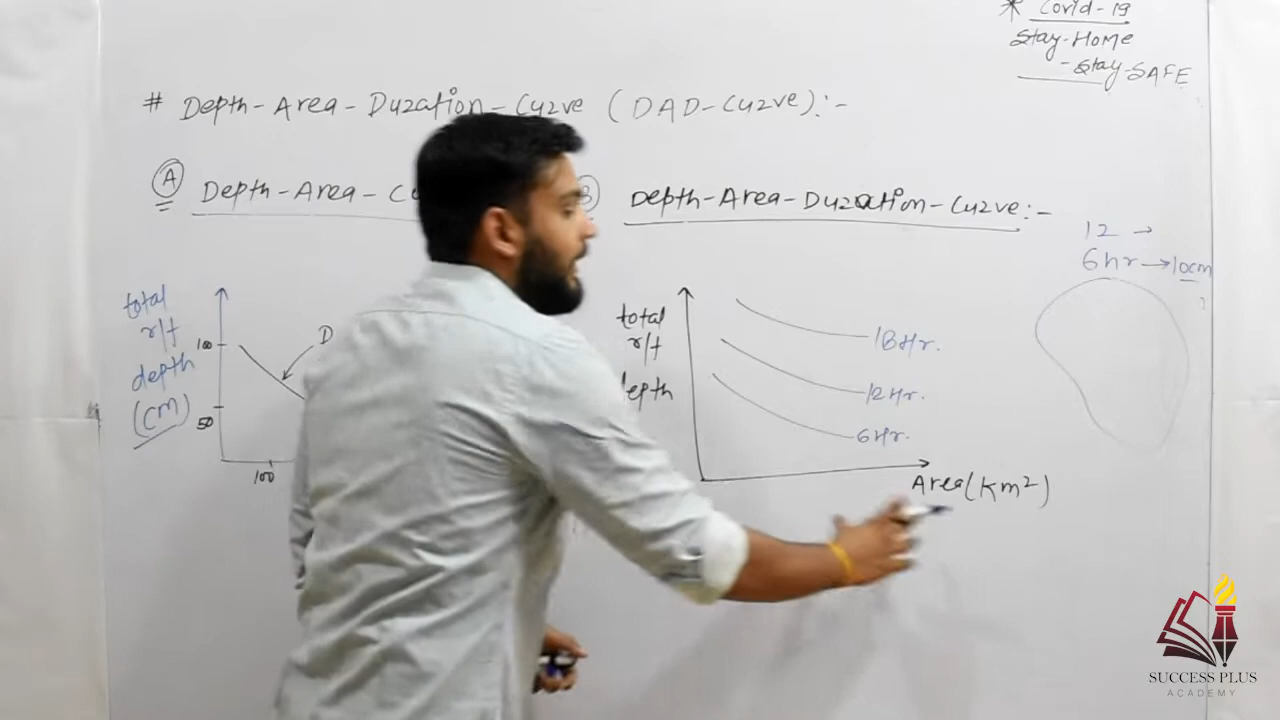 * Covid-19
Stay-Home
- Stay-SAFE
# Depth-Area-Duration-Curve (DAD-Curve):-
A Depth-Area-
Depth-Area-Duration-Curve:-
12 →
6hr → 10cm
total
r/f
depth
(cm)
100
50
100
D
total
r/f
depth
18Hr.
12Hr.
6Hr.
Area(Km²)
SUCCESS PLUS
ACADEMY